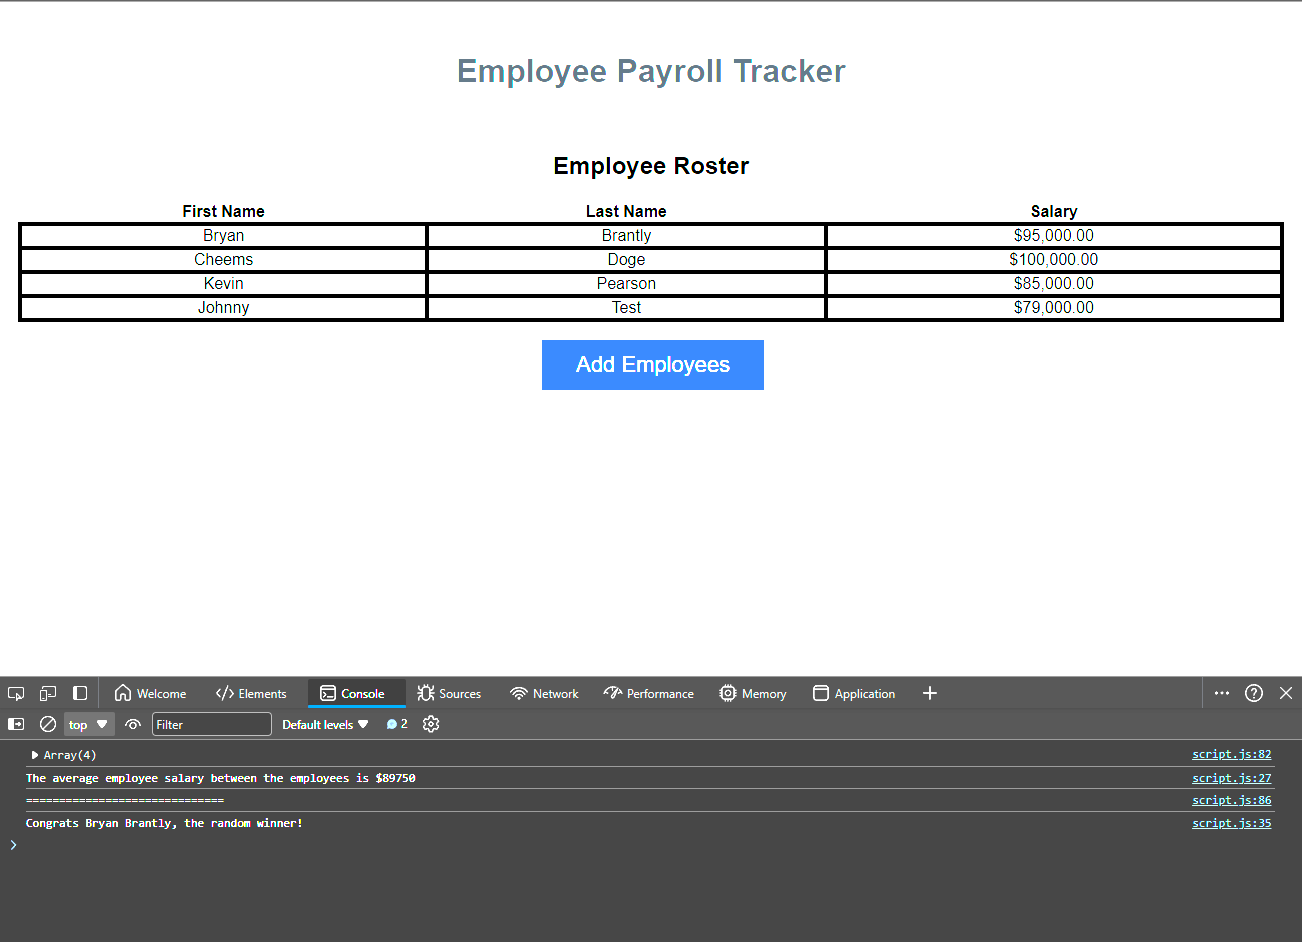 Employee Payroll Tracker
Employee Roster
First Name Last Name Salary
Bryan Brantly $95,000.00
Cheems Doge $100,000.00
Kevin Pearson $85,000.00
Johnny Test $79,000.00
Add Employees
Welcome </> Elements Console Sources Network Performance Memory Application
top Filter Default levels 2
Array(4) script.js:82
The average employee salary between the employees is $89750 script.js:27
============================== script.js:86
Congrats Bryan Brantly, the random winner! script.js:35